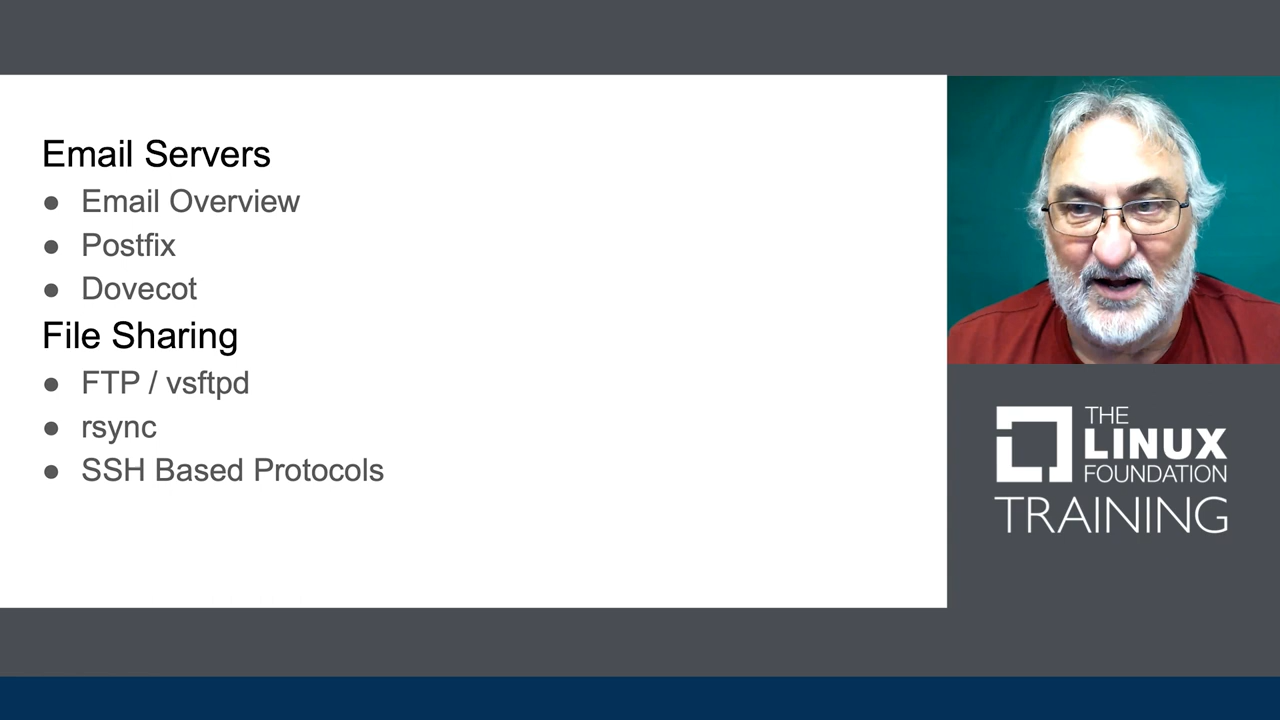 Email Servers
● Email Overview
● Postfix
● Dovecot
File Sharing
● FTP / vsftpd
● rsync
● SSH Based Protocols
THE
LINUX
FOUNDATION
TRAINING